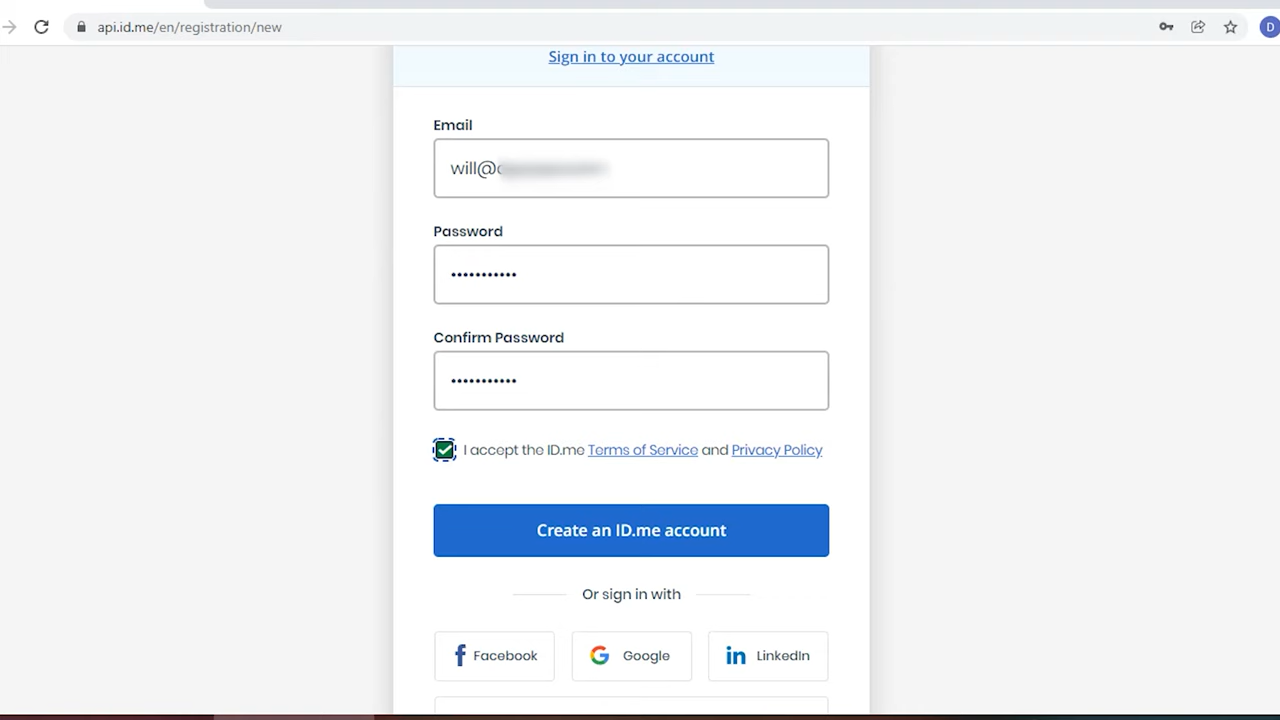 api.id.me/en/registration/new
D
Sign in to your account
Email
will@
Password
Confirm Password
I accept the ID.me Terms of Service and Privacy Policy
Create an ID.me account
Or sign in with
Facebook
Google
LinkedIn